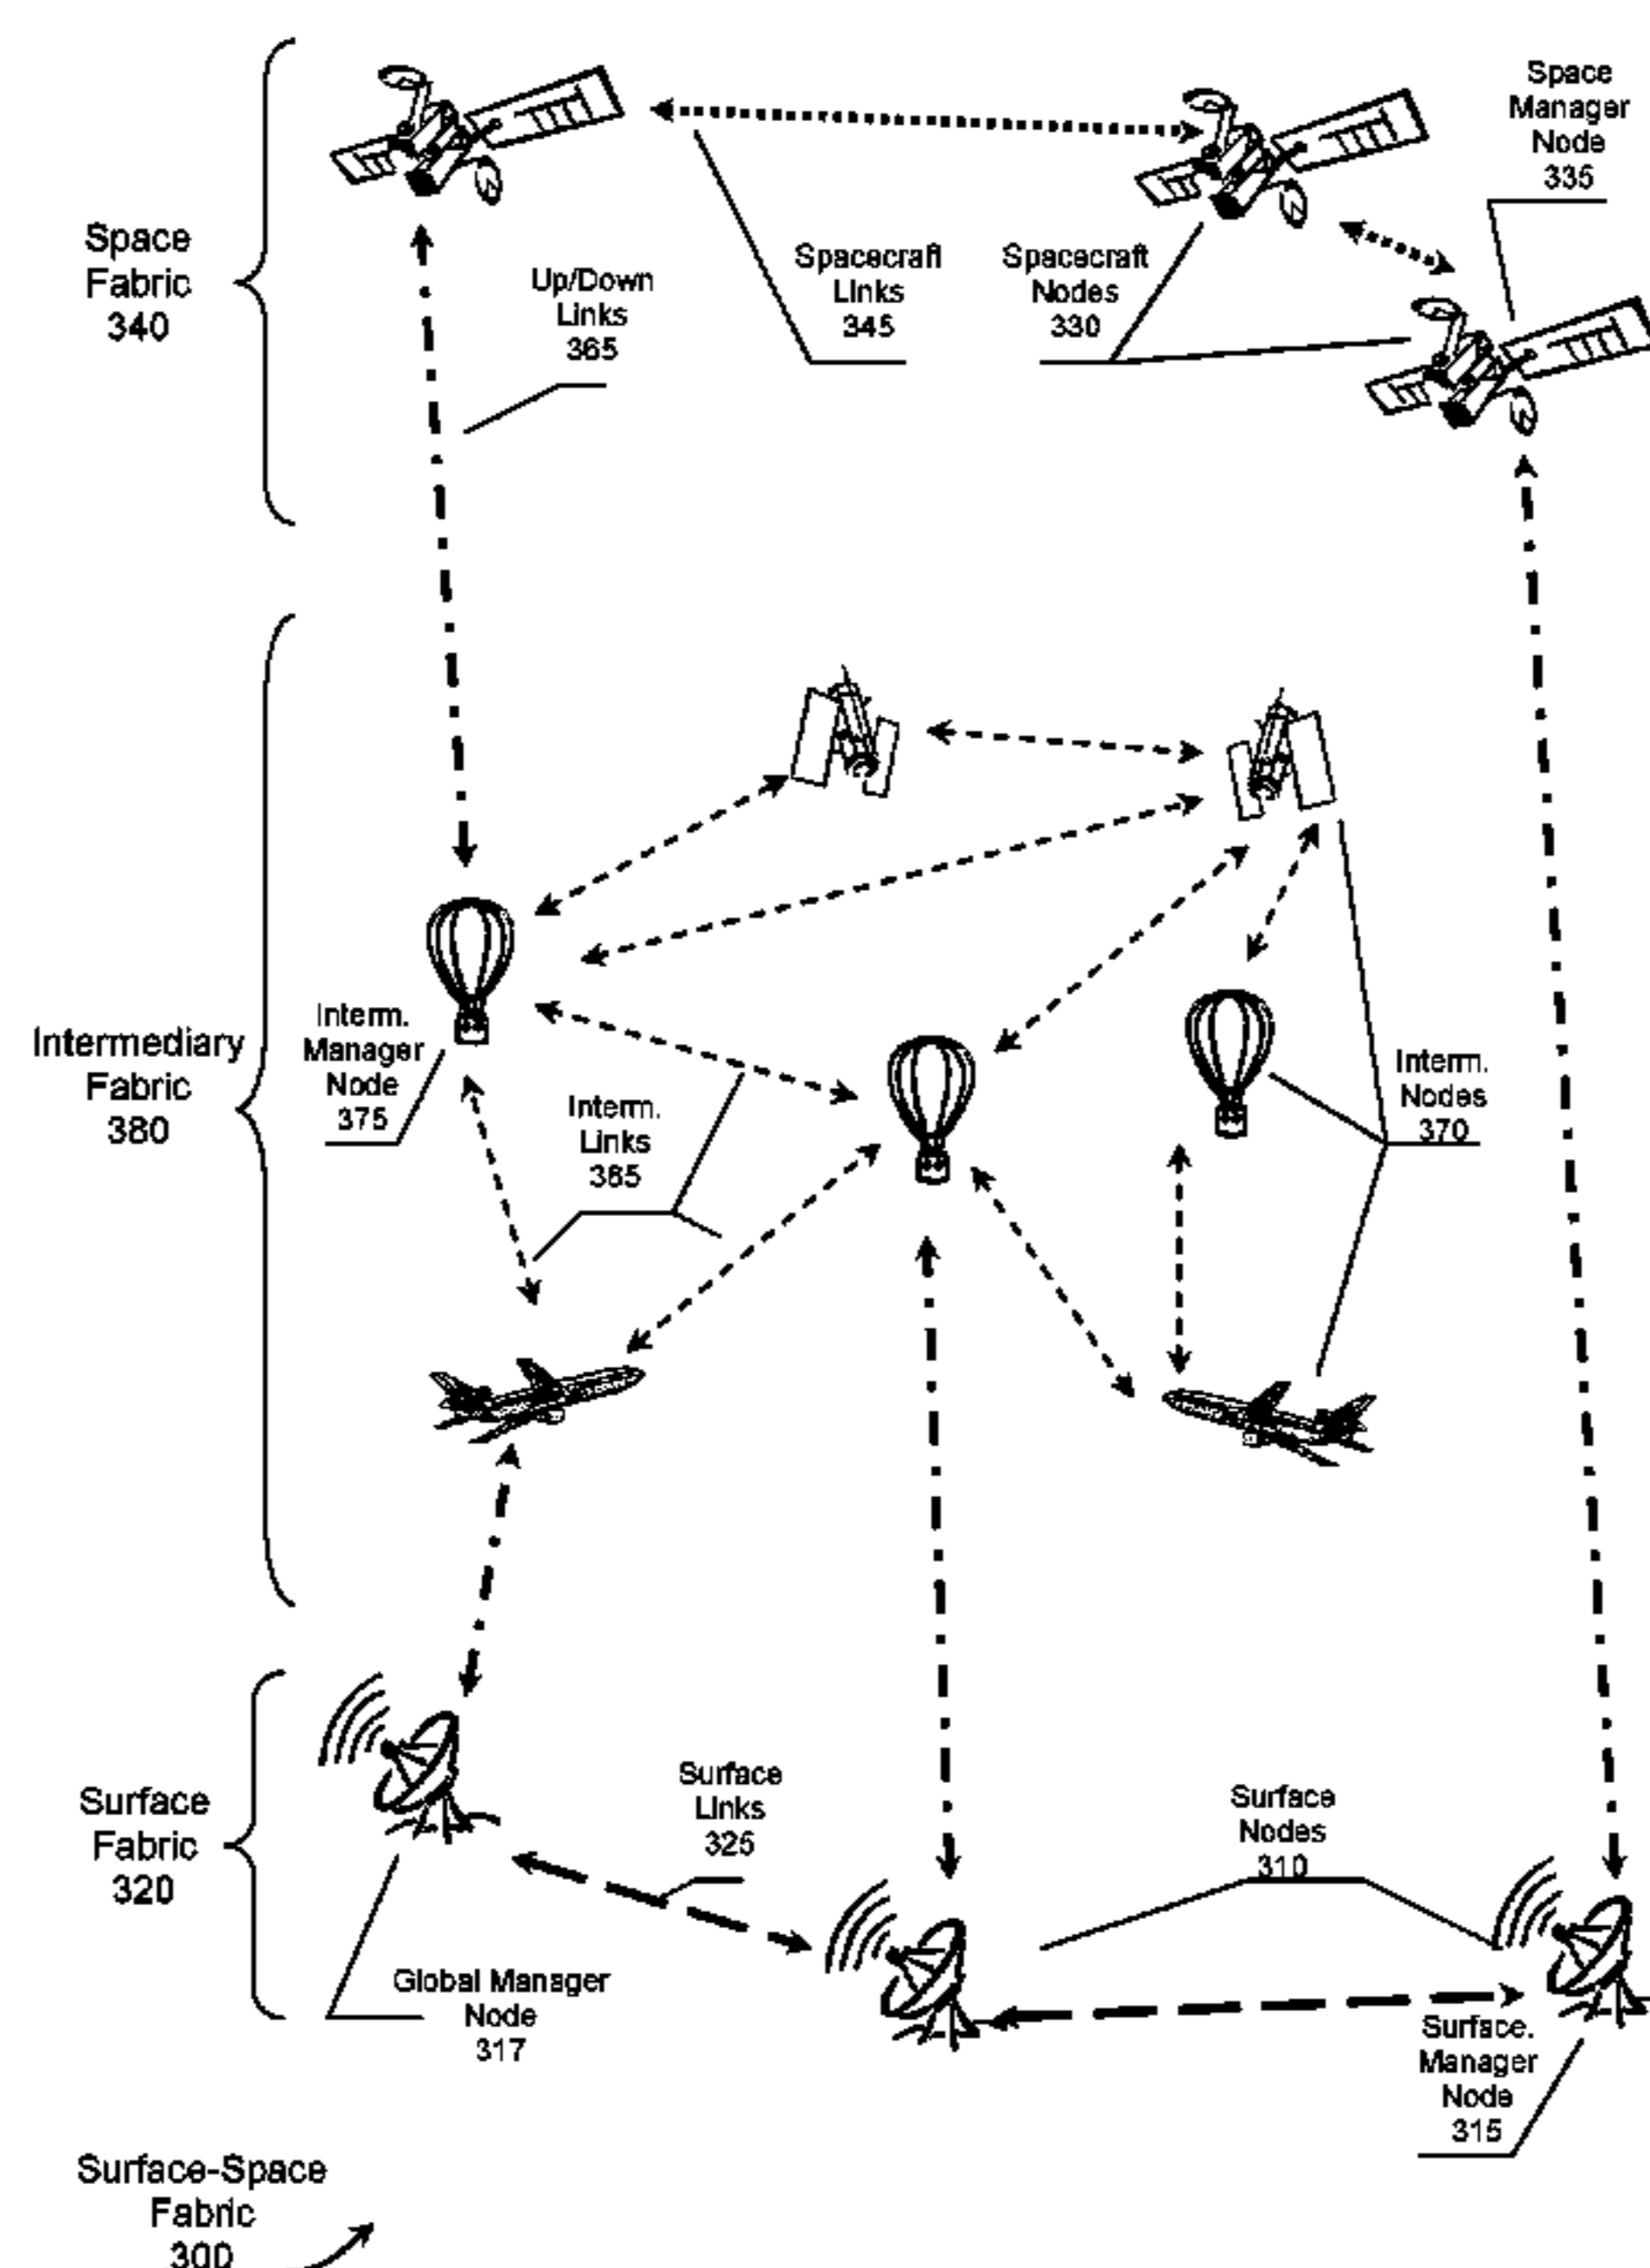 Space
Manager
Node
335
Space
Fabric
340
Up/Down
Links
365
Spacecraft
Links
345
Spacecraft
Nodes
330
Intermediary
Fabric
380
Interm.
Manager
Node
375
Interm.
Links
385
Interm.
Nodes
370
Surface
Fabric
320
Surface
Links
325
Surface
Nodes
310
Global Manager
Node
317
Surface.
Manager
Node
315
Surface-Space
Fabric
300